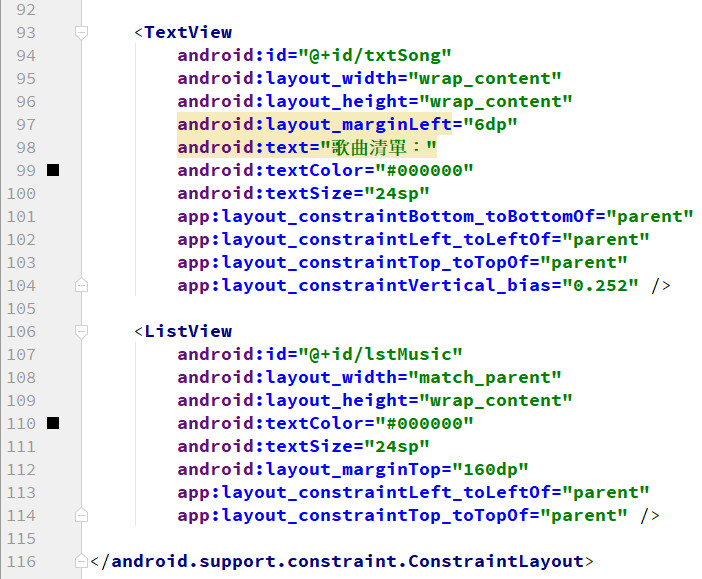 92
93 <TextView
94 android:id="@+id/txtSong"
95 android:layout_width="wrap_content"
96 android:layout_height="wrap_content"
97 android:layout_marginLeft="6dp"
98 android:text="歌曲清單："
99 android:textColor="#000000"
100 android:textSize="24sp"
101 app:layout_constraintBottom_toBottomOf="parent"
102 app:layout_constraintLeft_toLeftOf="parent"
103 app:layout_constraintTop_toTopOf="parent"
104 app:layout_constraintVertical_bias="0.252" />
105
106 <ListView
107 android:id="@+id/lstMusic"
108 android:layout_width="match_parent"
109 android:layout_height="wrap_content"
110 android:textColor="#000000"
111 android:textSize="24sp"
112 android:layout_marginTop="160dp"
113 app:layout_constraintLeft_toLeftOf="parent"
114 app:layout_constraintTop_toTopOf="parent" />
115
116 </android.support.constraint.ConstraintLayout>